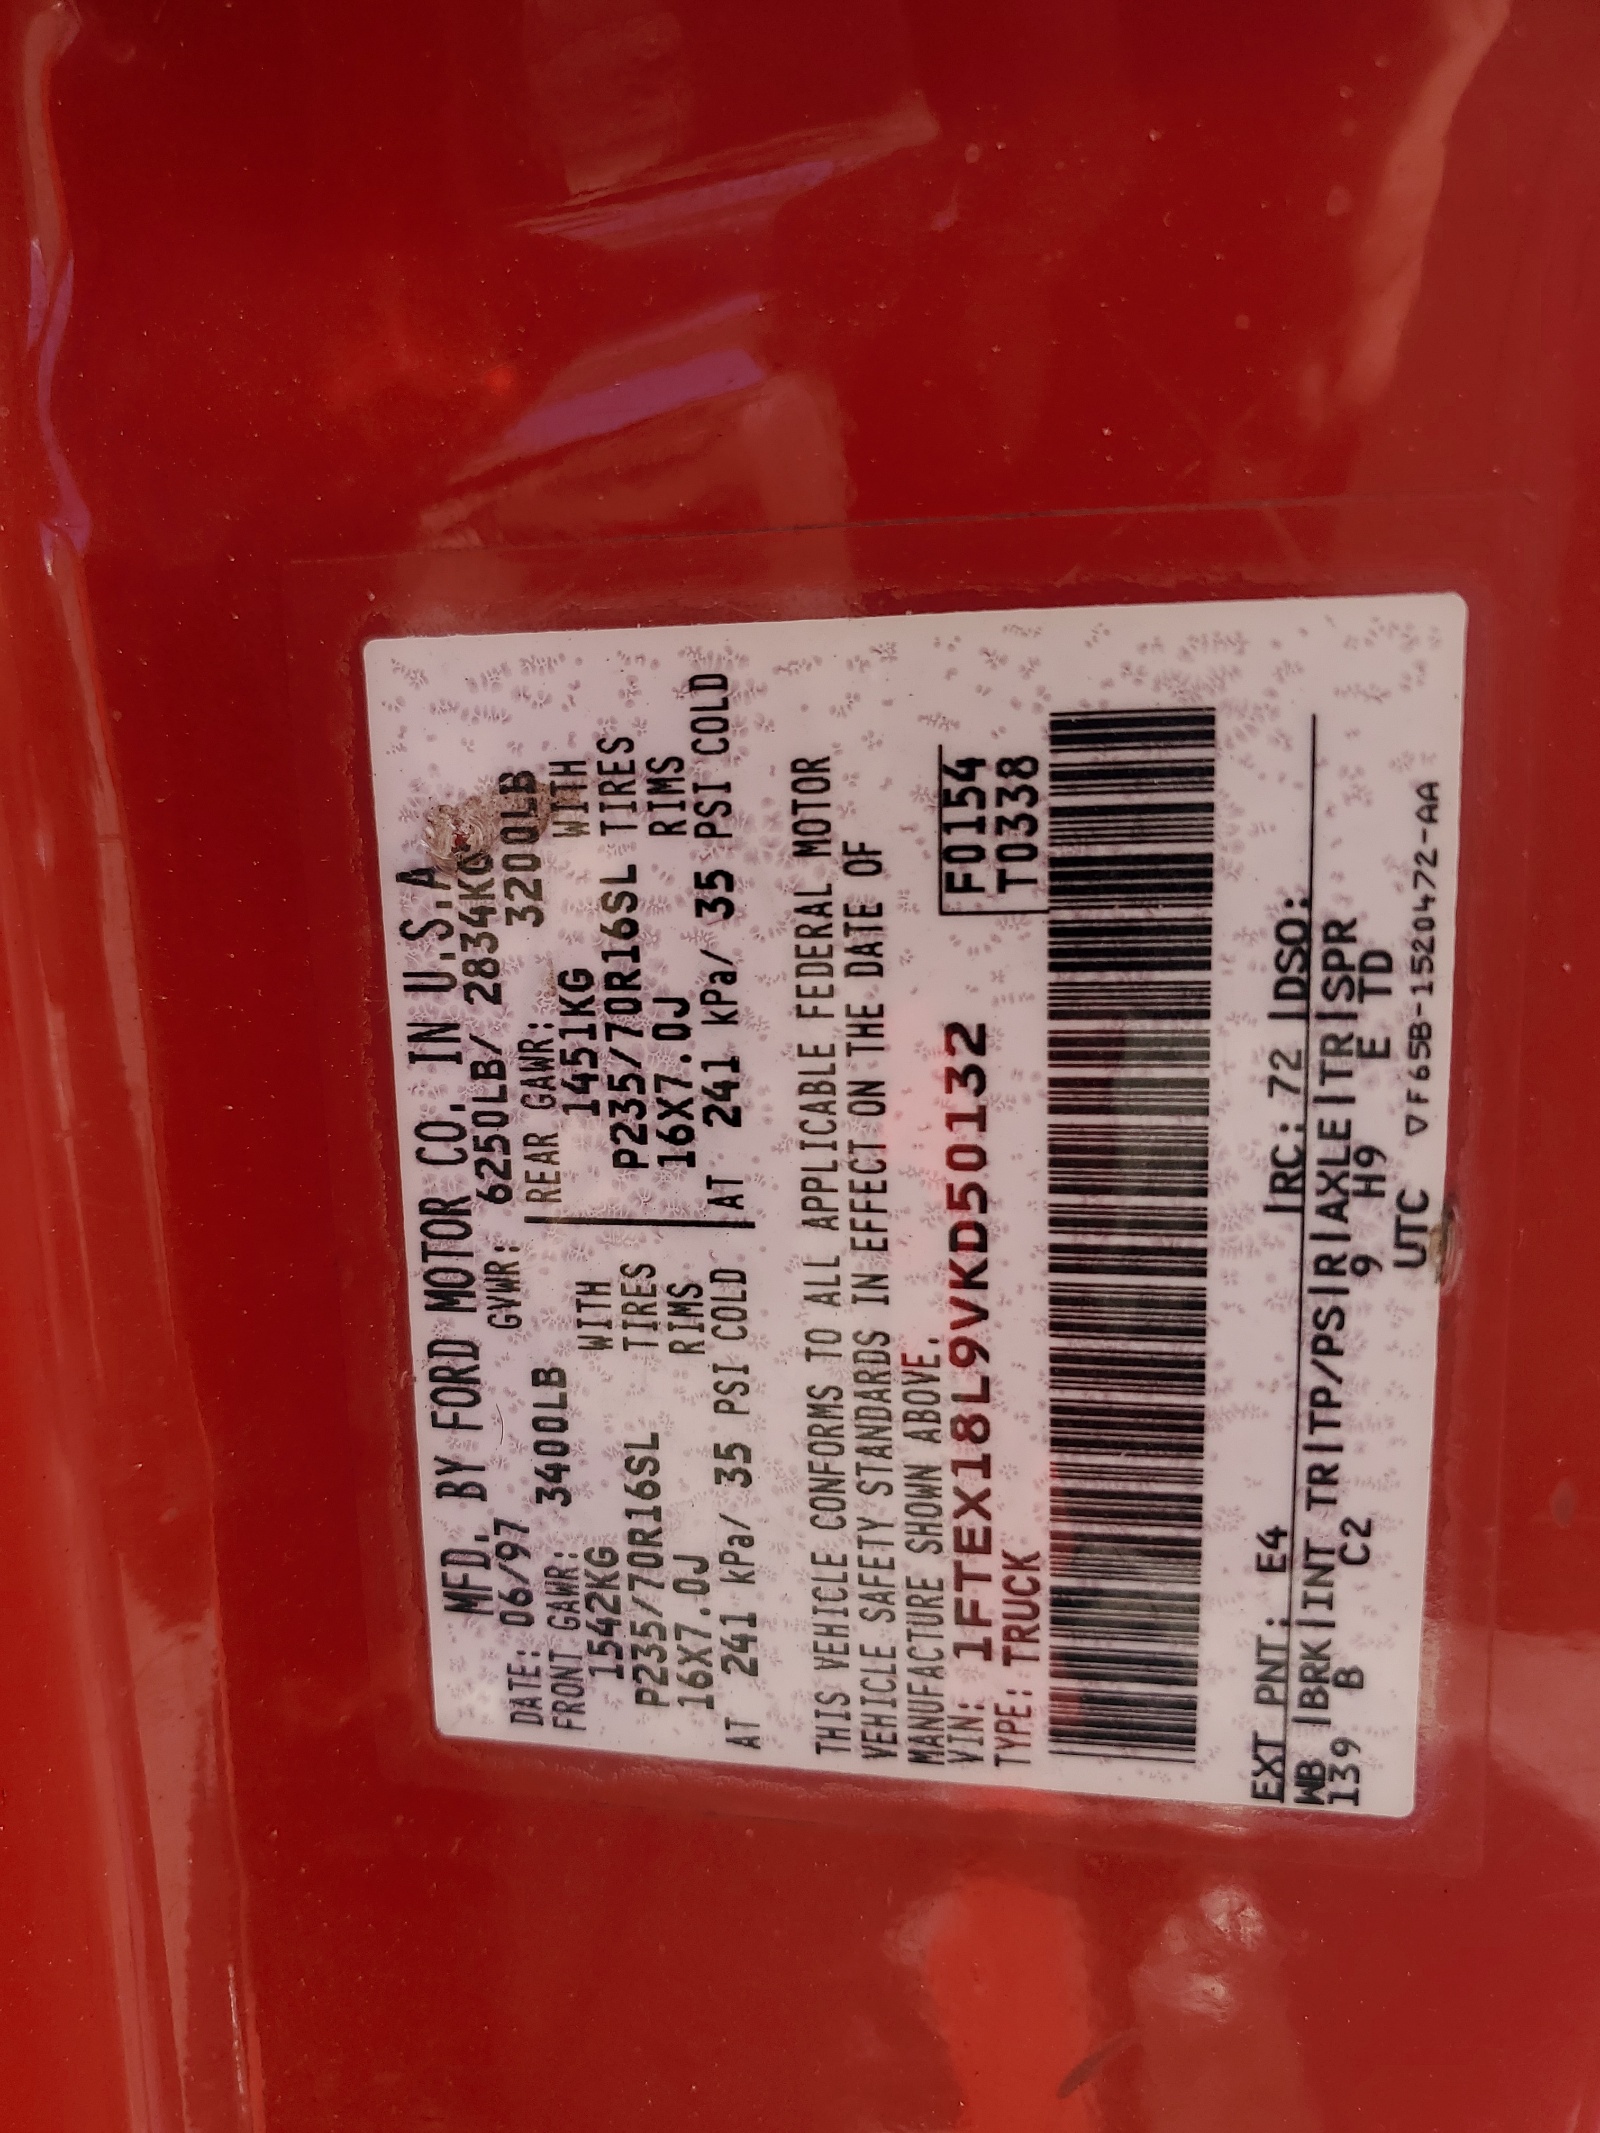 MFD. BY FORD MOTOR CO. IN U.S.A
DATE: 06/97 GVWR: 6250LB/ 2834KG
FRONT GAWR: 3400LB REAR GAWR: 3200LB
1542KG WITH 1451KG WITH
P235/70R16SL TIRES P235/70R16SL TIRES
16X7.0J RIMS 16X7.0J RIMS
AT 241 kPa/ 35 PSI COLD AT 241 kPa/ 35 PSI COLD
THIS VEHICLE CONFORMS TO ALL APPLICABLE FEDERAL MOTOR
VEHICLE SAFETY STANDARDS IN EFFECT ON THE DATE OF
MANUFACTURE SHOWN ABOVE.
VIN: 1FTEX18L9VKD50132 F0154
TYPE: TRUCK T0338
EXT PNT: E4 RC: 72 DSO:
WB BRK INT TR TP/PS R AXLE TR SPR
139 B C2 9 H9 E TD
UTC ▽F65B-1520472-AA